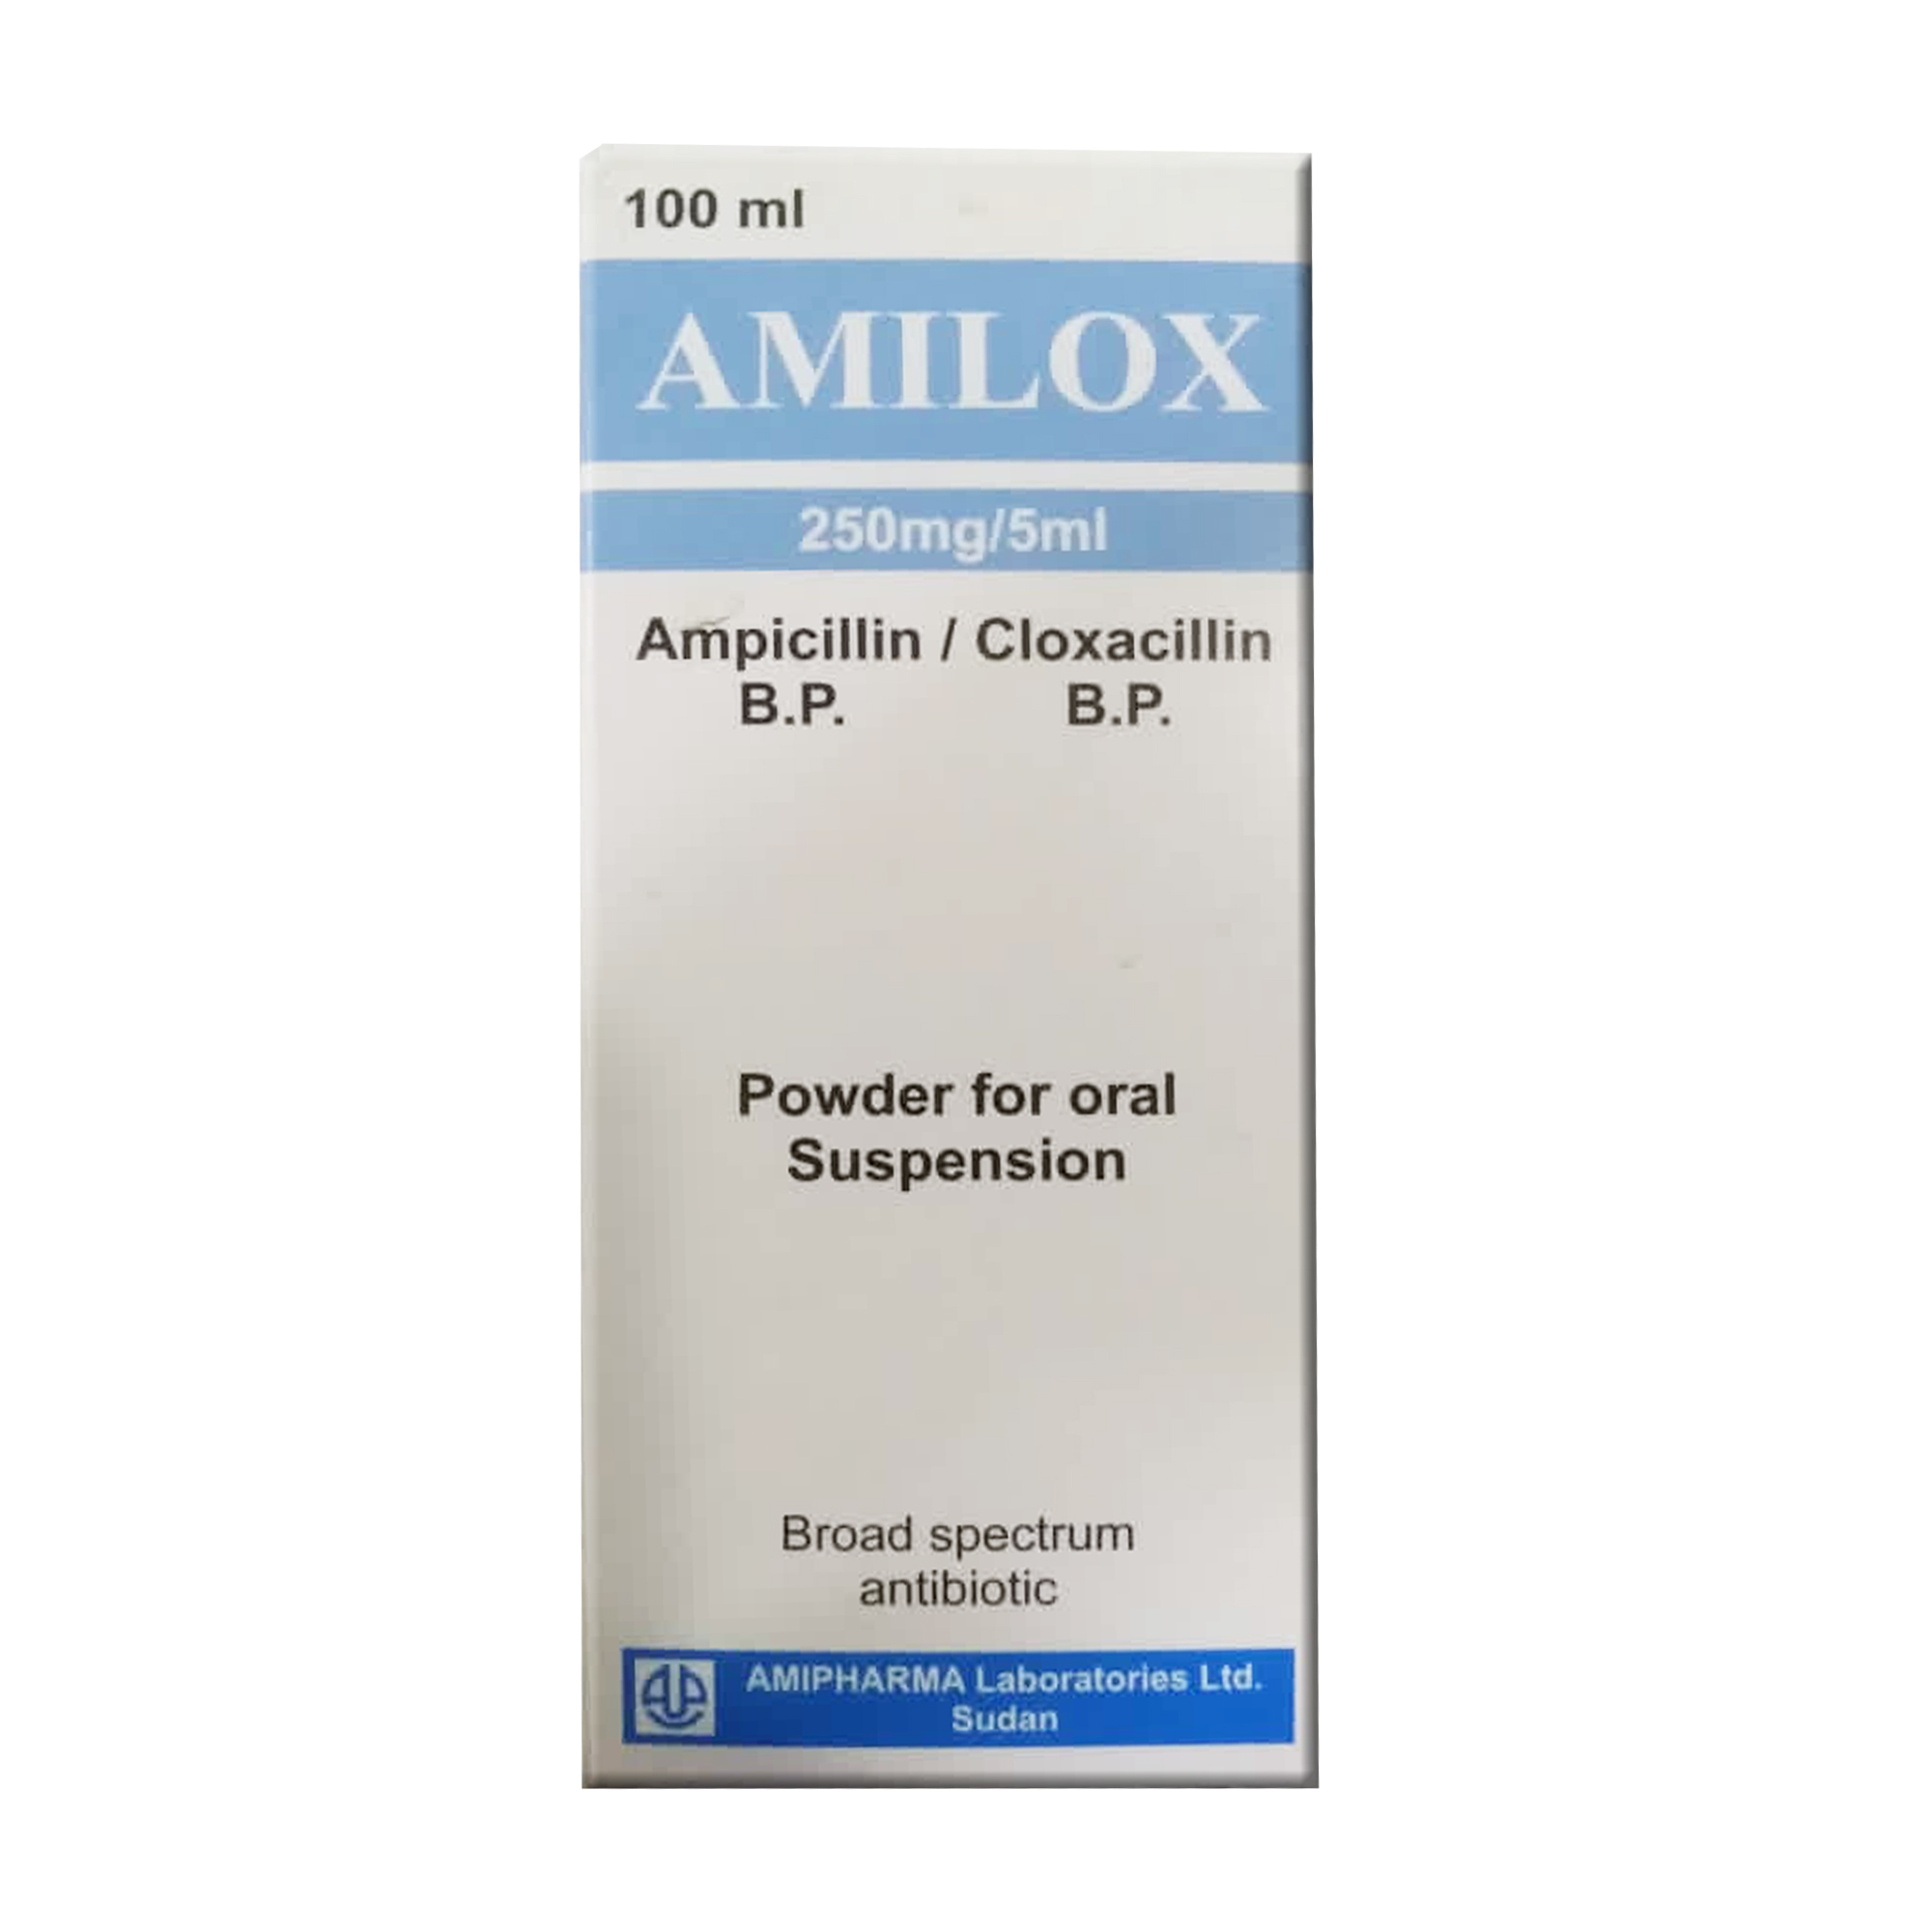 100 ml
AMILOX
250mg/5ml
Ampicillin / Cloxacillin
B.P. B.P.
Powder for oral
Suspension
Broad spectrum
antibiotic
AMIPHARMA Laboratories Ltd.
Sudan